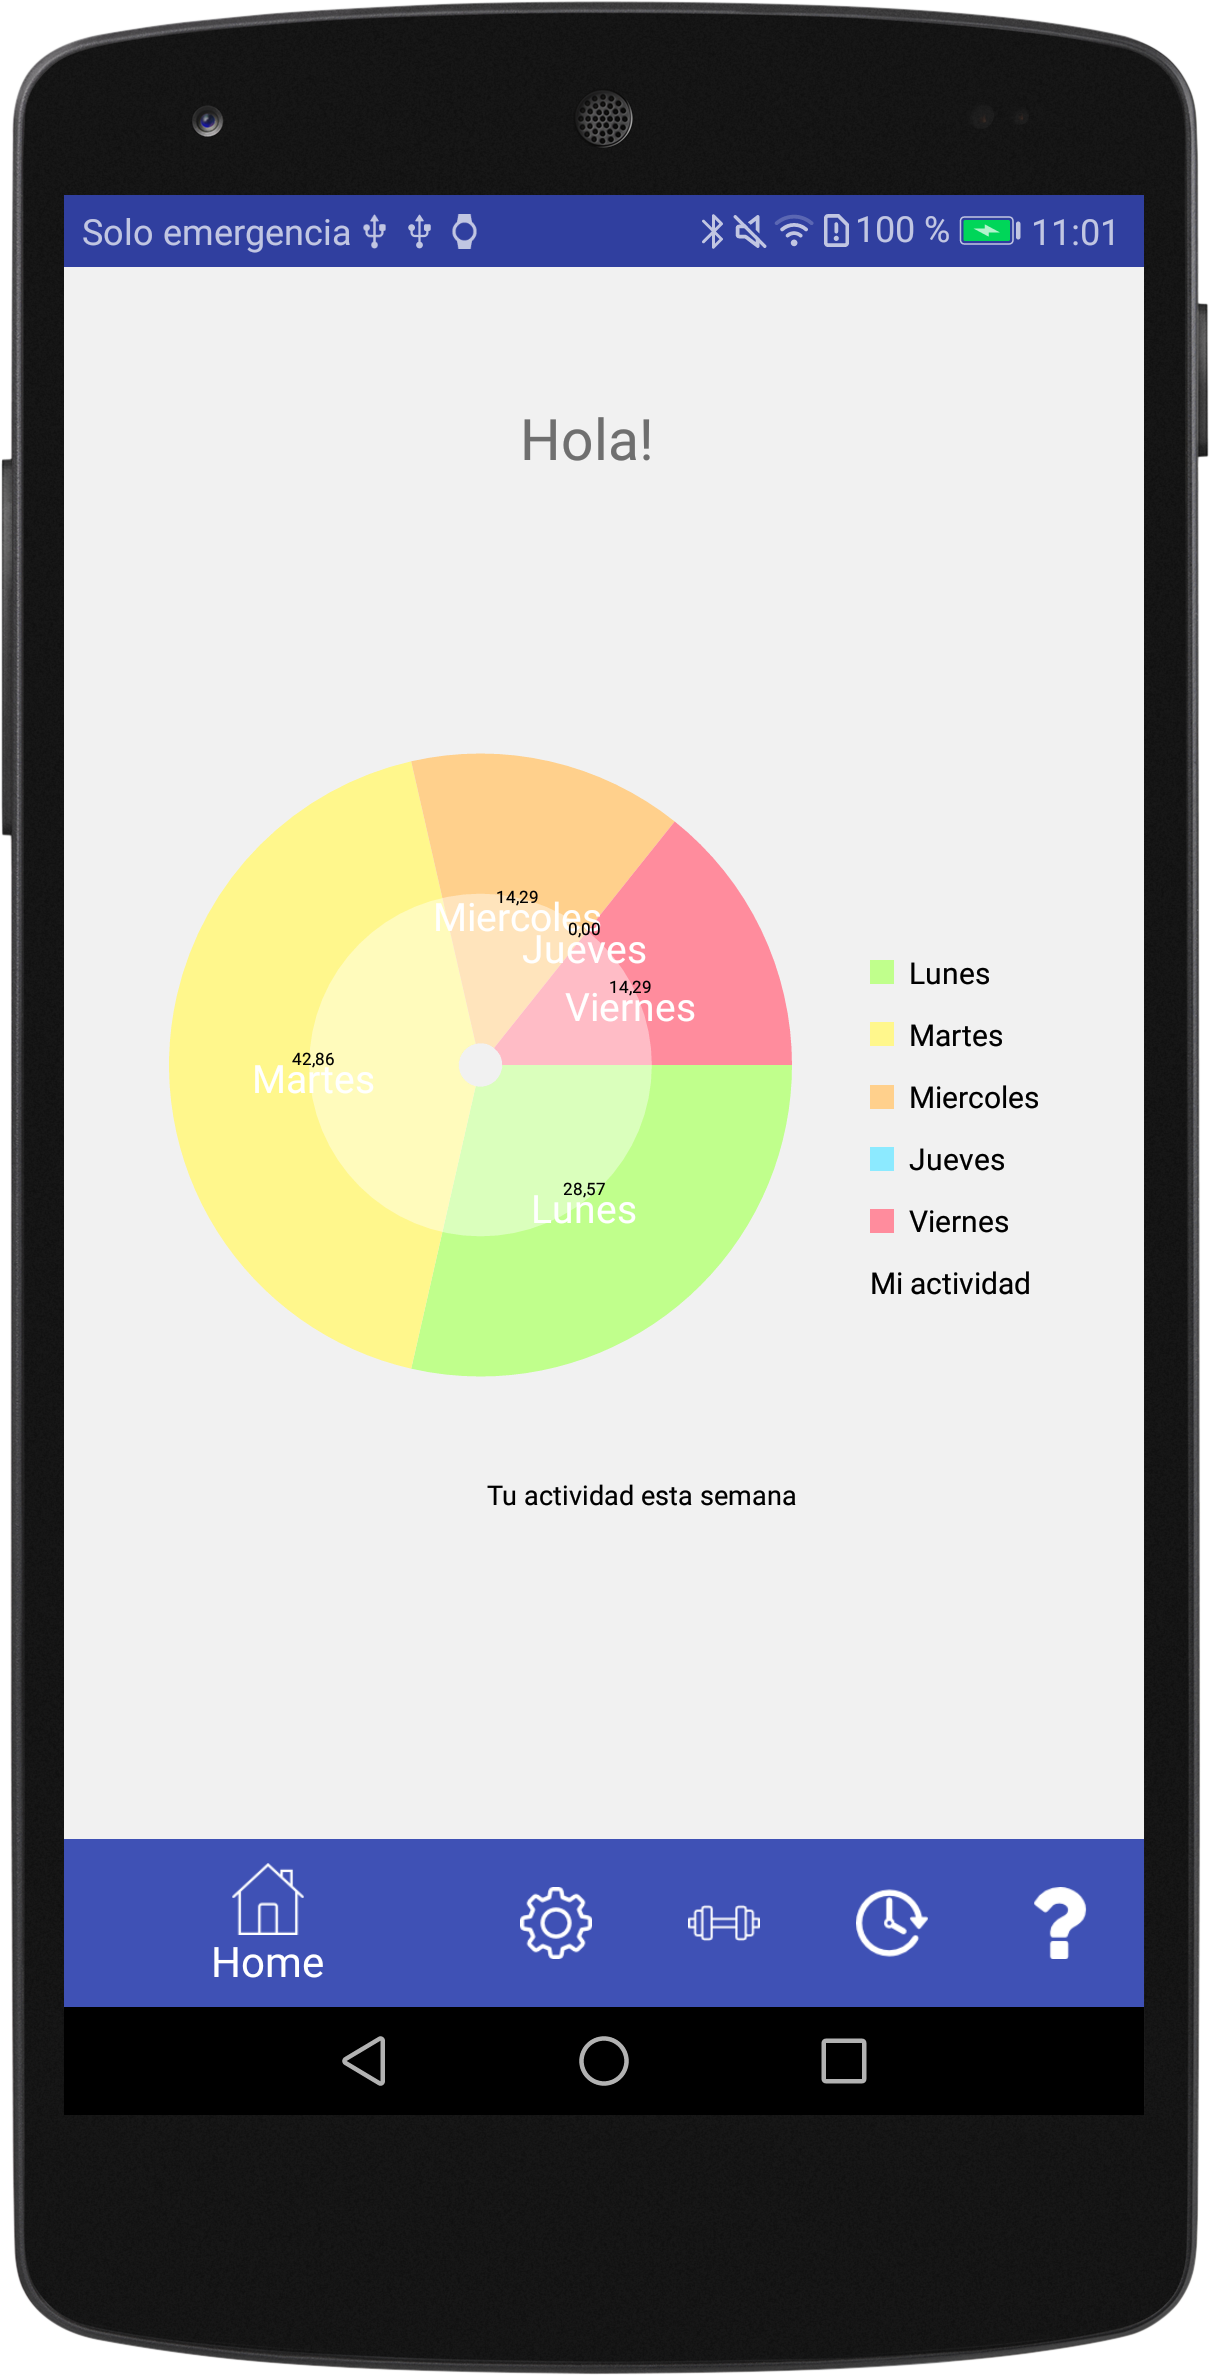 Solo emergencia
100 %
11:01
Hola!
14,29
Miercoles
0,00
Jueves
14,29
Viernes
42,86
Martes
28,57
Lunes
Lunes
Martes
Miercoles
Jueves
Viernes
Mi actividad
Tu actividad esta semana
Home